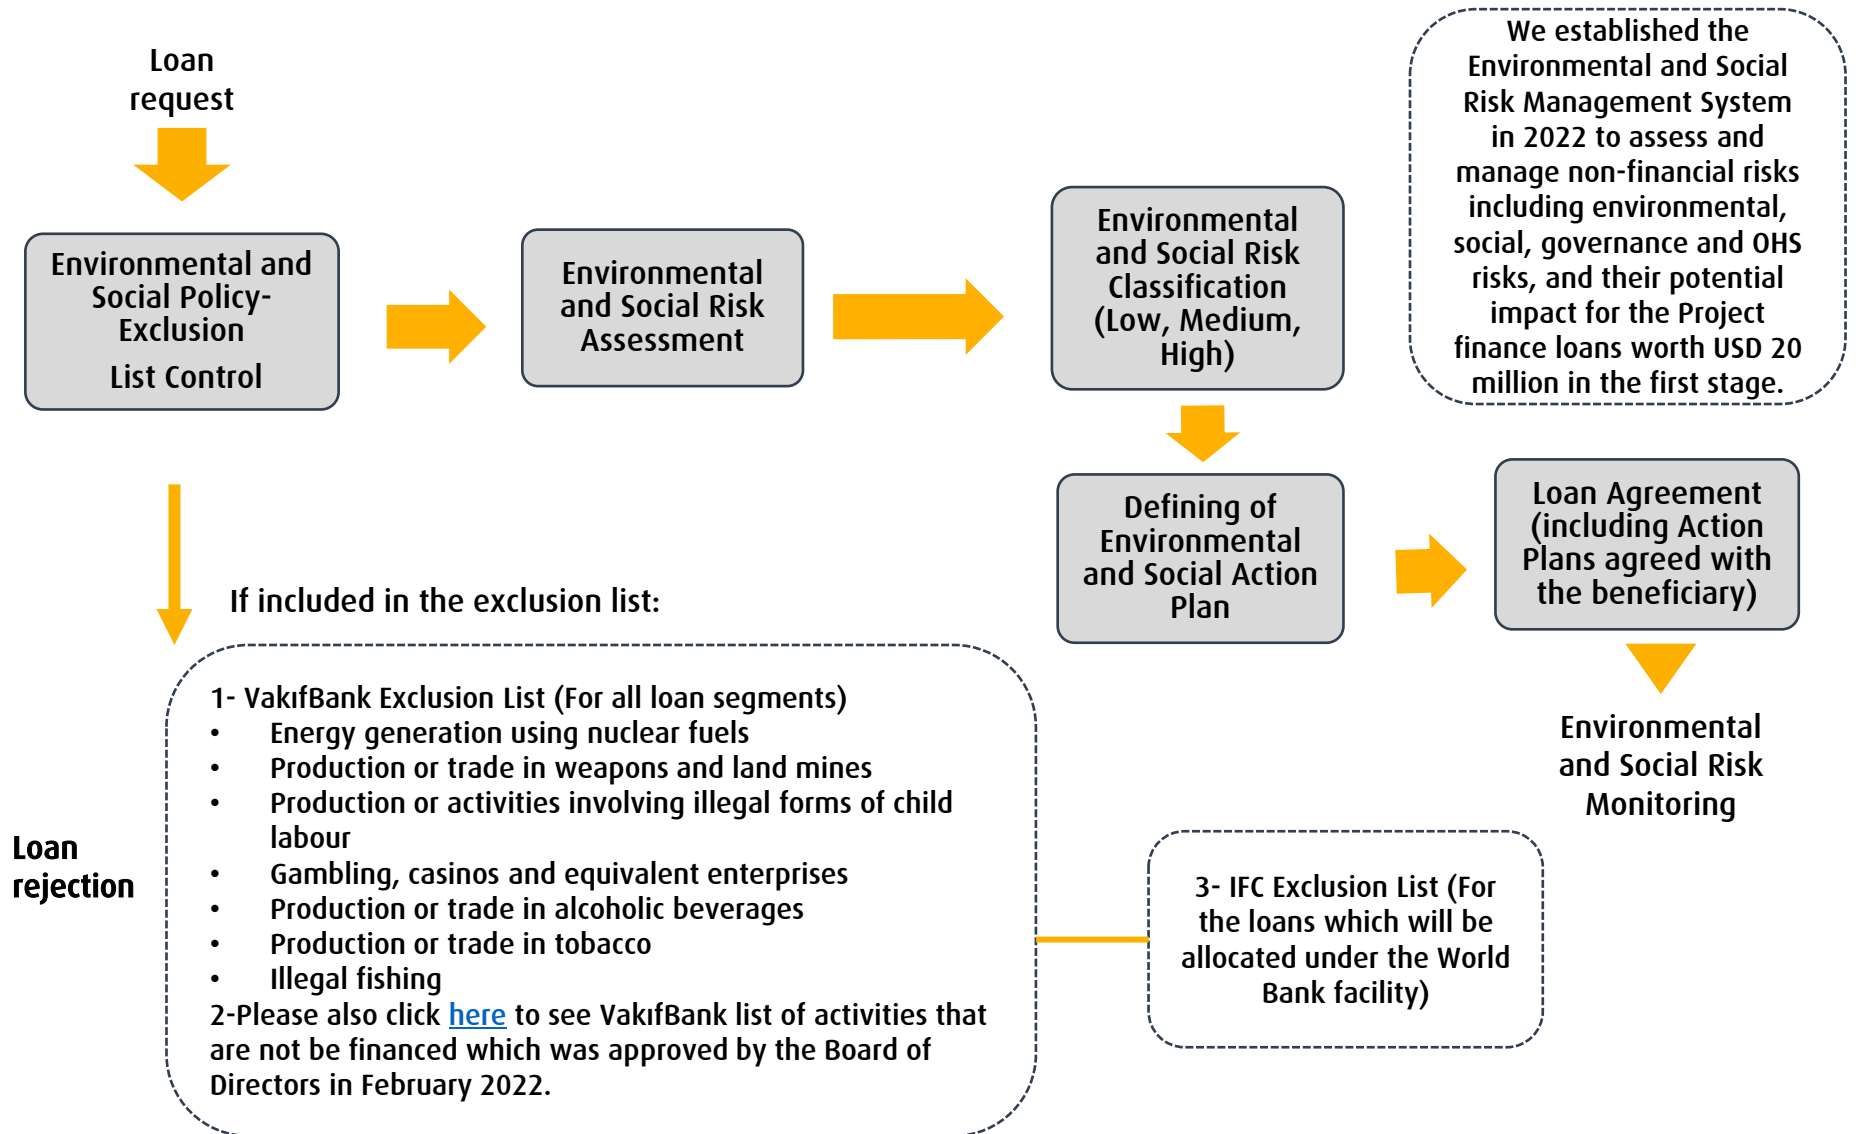 Loan
request
Environmental and
Social Policy-
Exclusion
List Control
Environmental
and Social Risk
Assessment
Environmental
and Social Risk
Classification
(Low, Medium,
High)
We established the
Environmental and Social
Risk Management System
in 2022 to assess and
manage non-financial risks
including environmental,
social, governance and OHS
risks, and their potential
impact for the Project
finance loans worth USD 20
million in the first stage.
Defining of
Environmental
and Social Action
Plan
Loan Agreement
(including Action
Plans agreed with
the beneficiary)
Environmental
and Social Risk
Monitoring
If included in the exclusion list:
Loan
rejection
1- VakıfBank Exclusion List (For all loan segments)
• Energy generation using nuclear fuels
• Production or trade in weapons and land mines
• Production or activities involving illegal forms of child
labour
• Gambling, casinos and equivalent enterprises
• Production or trade in alcoholic beverages
• Production or trade in tobacco
• Illegal fishing
2-Please also click here to see VakıfBank list of activities that
are not be financed which was approved by the Board of
Directors in February 2022.
3- IFC Exclusion List (For
the loans which will be
allocated under the World
Bank facility)